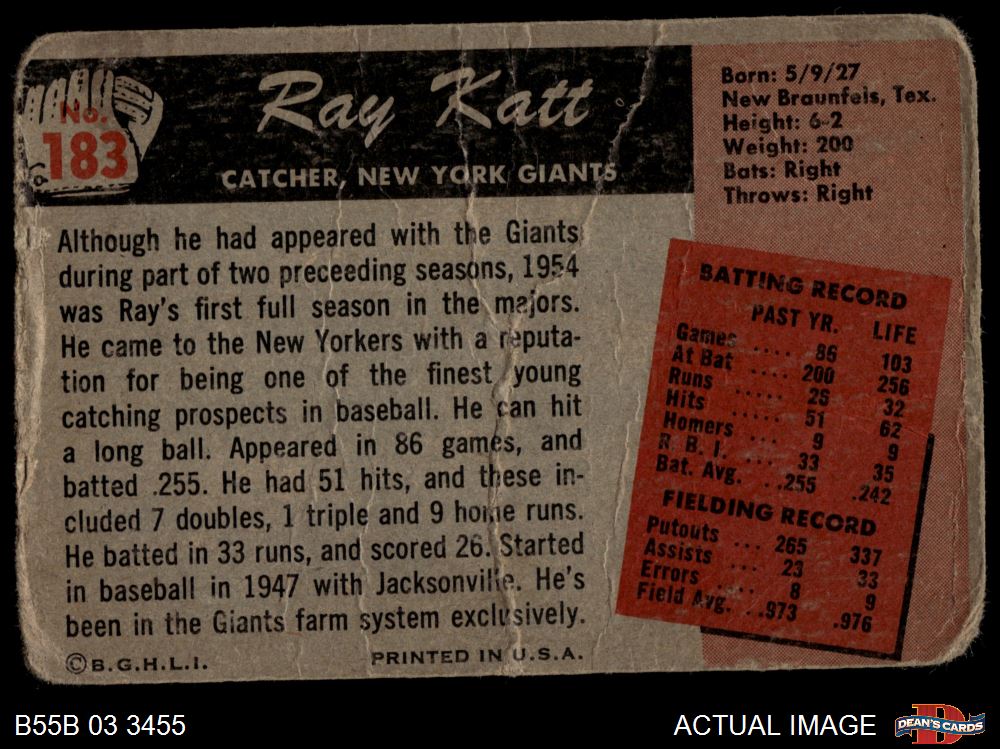 No.
183
Ray Katt
CATCHER, NEW YORK GIANTS
Born: 5/9/27
New Braunfels, Tex.
Height: 6-2
Weight: 200
Bats: Right
Throws: Right
Although he had appeared with the Giants
during part of two preceeding seasons, 1954
was Ray's first full season in the majors.
He came to the New Yorkers with a reputa-
tion for being one of the finest young
catching prospects in baseball. He can hit
a long ball. Appeared in 86 games, and
batted .255. He had 51 hits, and these in-
cluded 7 doubles, 1 triple and 9 home runs.
He batted in 33 runs, and scored 26. Started
in baseball in 1947 with Jacksonville. He's
been in the Giants farm system exclusively.
©B.G.H.L.I.
PRINTED IN U.S.A.
BATTING RECORD
PAST YR. LIFE
Games .... 86 103
At Bat .... 200 256
Runs ..... 26 32
Hits ..... 51 62
Homers ... 9 9
R. B. I. ... 33 35
Bat. Avg. ..255 .242
FIELDING RECORD
Putouts ... 265 337
Assists ... 23 33
Errors ... 8 9
Field Avg. ..973 .976
B55B 03 3455
ACTUAL IMAGE
DEAN'S CARDS